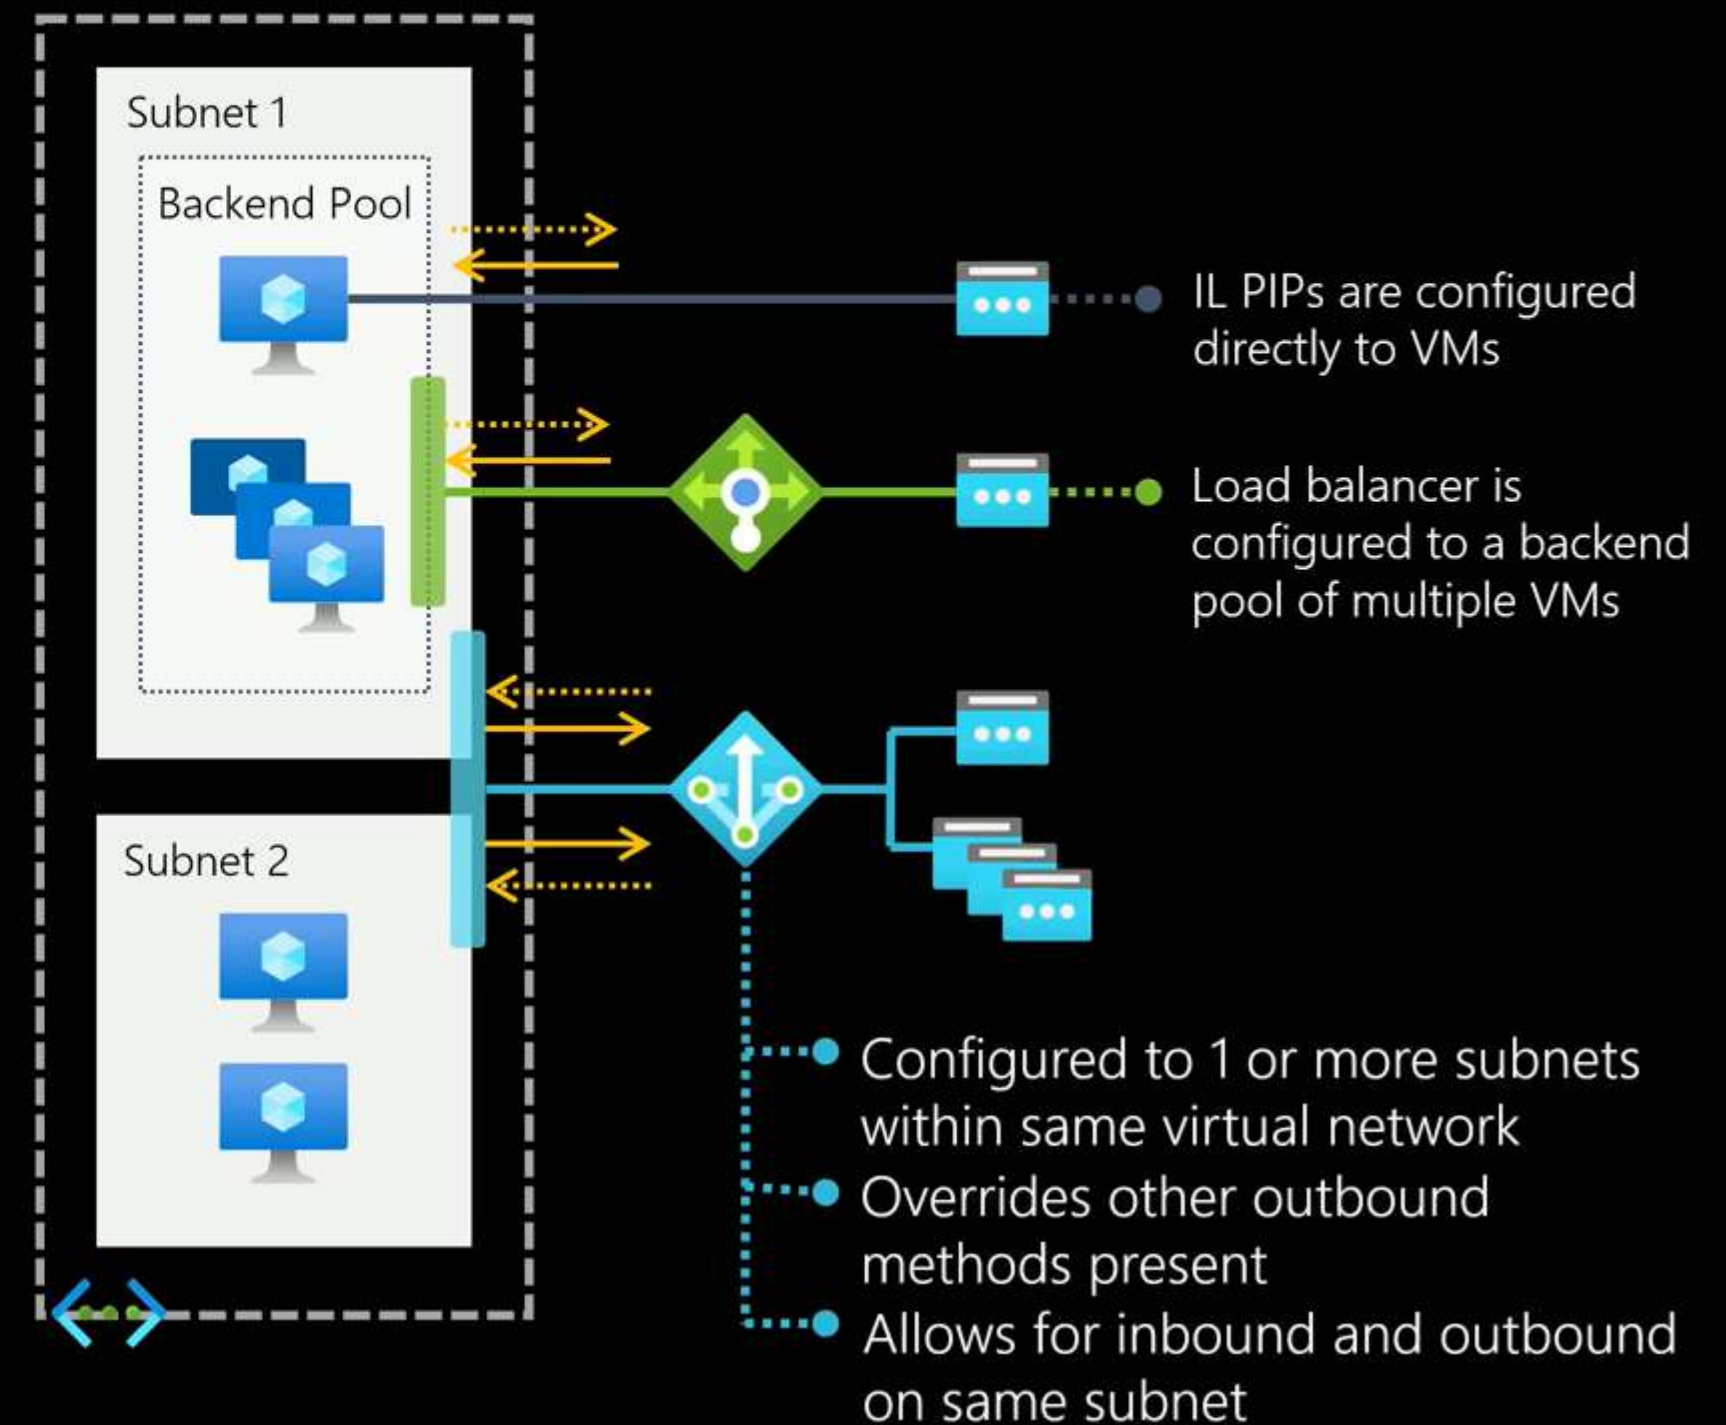 Subnet 1
Backend Pool
IL PIPs are configured
directly to VMs
Load balancer is
configured to a backend
pool of multiple VMs
Subnet 2
Configured to 1 or more subnets
within same virtual network
Overrides other outbound
methods present
Allows for inbound and outbound
on same subnet